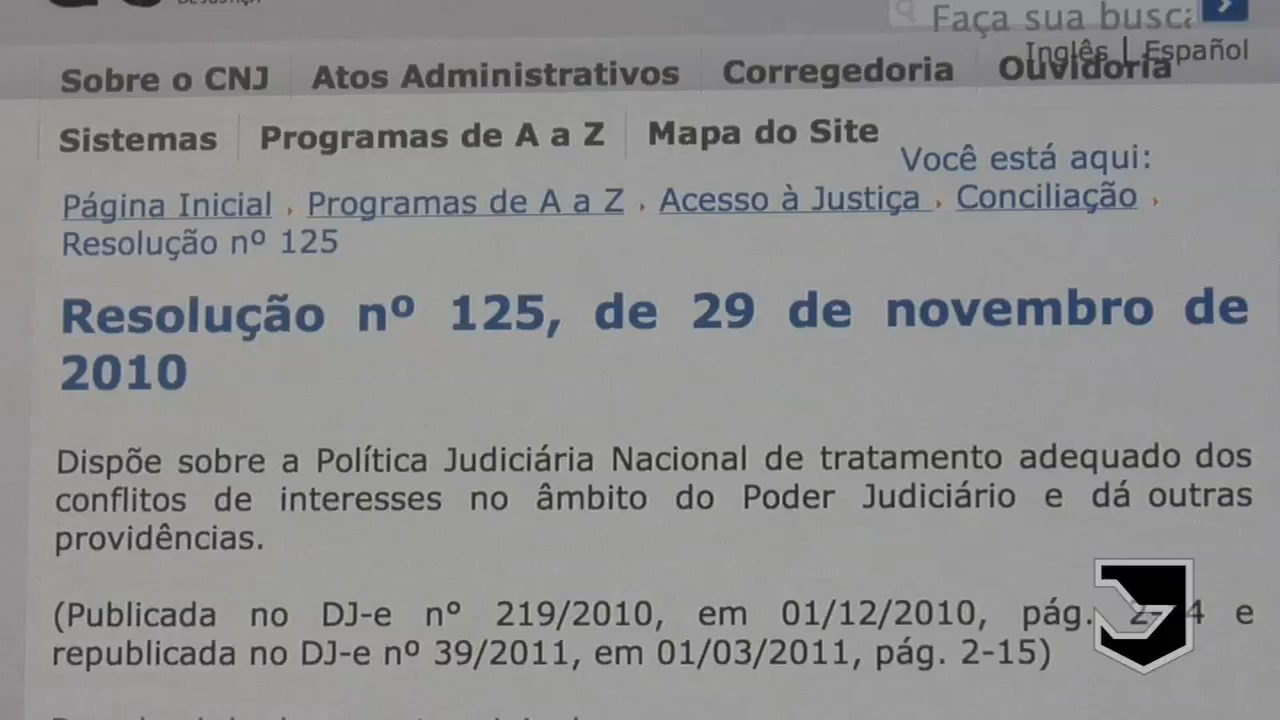 DE JUSTIÇA
Faça sua busca
Inglês | Español
Sobre o CNJ Atos Administrativos Corregedoria Ouvidoria
Sistemas Programas de A a Z Mapa do Site
Você está aqui:
Página Inicial Programas de A a Z Acesso à Justiça Conciliação
Resolução nº 125
Resolução nº 125, de 29 de novembro de
2010
Dispõe sobre a Política Judiciária Nacional de tratamento adequado dos
conflitos de interesses no âmbito do Poder Judiciário e dá outras
providências.
(Publicada no DJ-e nº 219/2010, em 01/12/2010, pág. 2- 4 e
republicada no DJ-e nº 39/2011, em 01/03/2011, pág. 2-15)